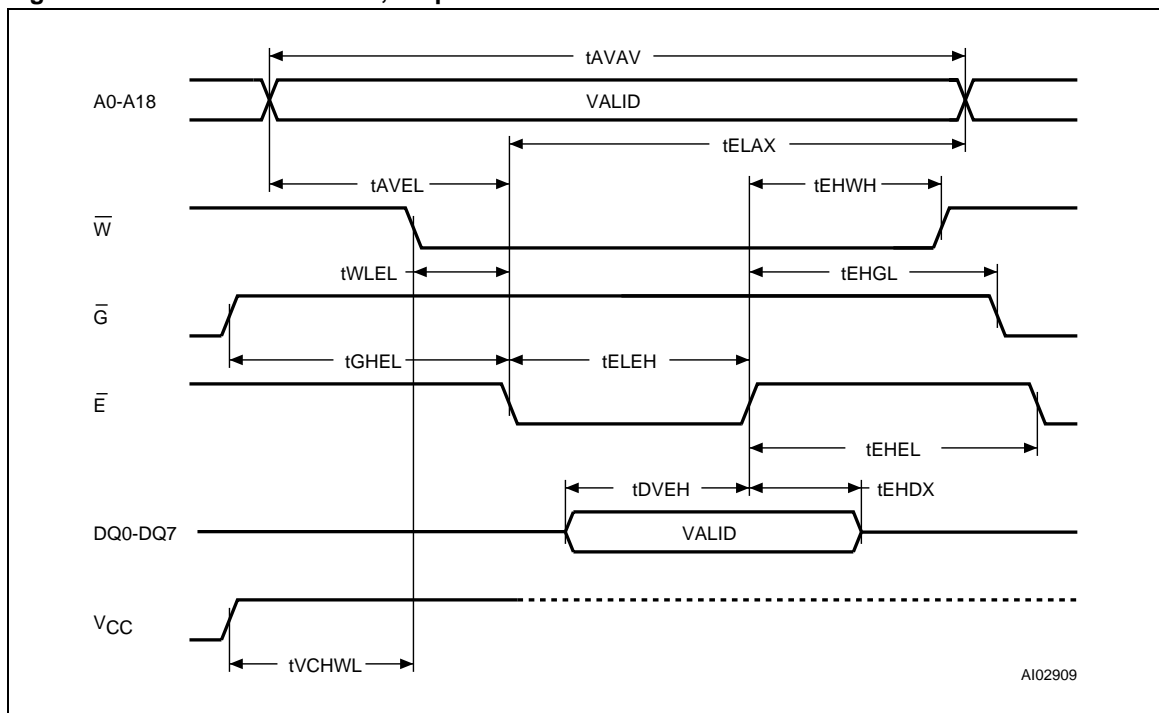 tAVAV
A0-A18
VALID
tELAX
tAVEL
tEHWH
W
tWLEL
tEHGL
G
tGHEL
tELEH
E
tEHEL
tDVEH
tEHDX
DQ0-DQ7
VALID
VCC
tVCHWL
AI02909